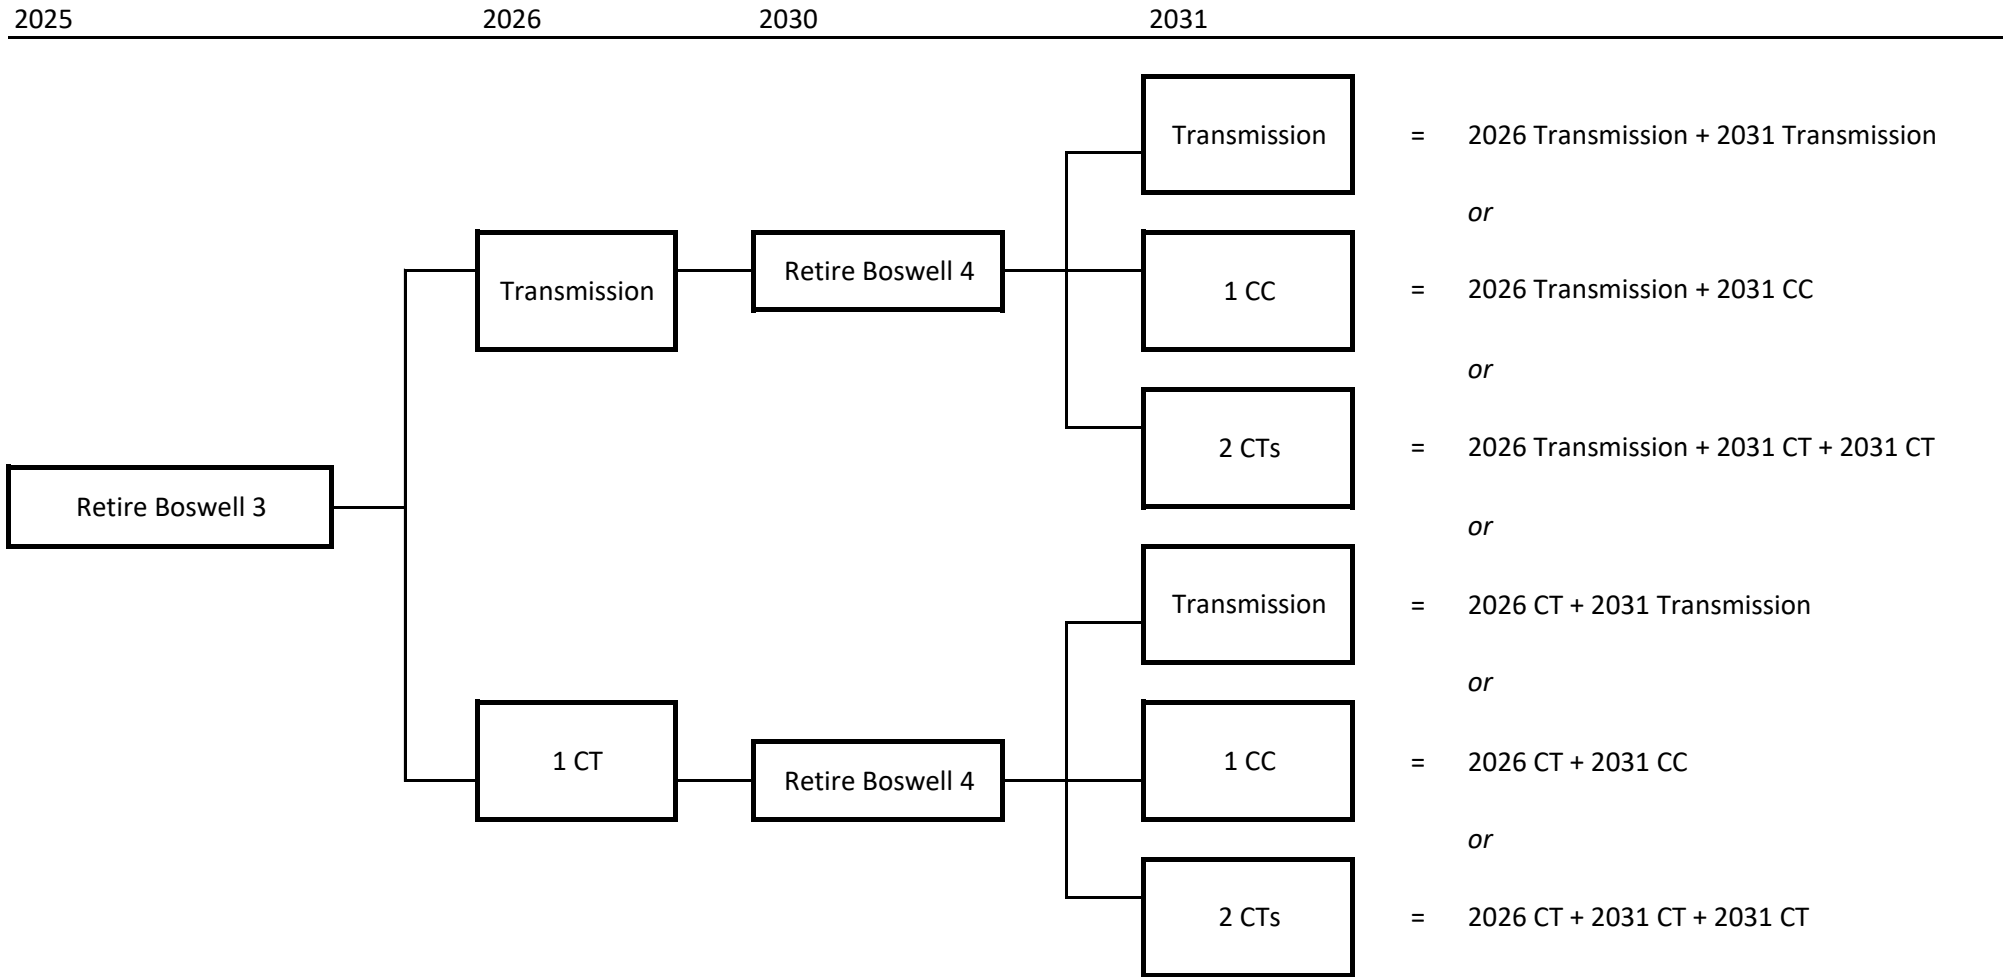 2025 2026 2030 2031
Transmission = 2026 Transmission + 2031 Transmission
or
Transmission
Retire Boswell 4
1 CC = 2026 Transmission + 2031 CC
or
2 CTs = 2026 Transmission + 2031 CT + 2031 CT
Retire Boswell 3
or
Transmission = 2026 CT + 2031 Transmission
or
1 CT
Retire Boswell 4
1 CC = 2026 CT + 2031 CC
or
2 CTs = 2026 CT + 2031 CT + 2031 CT